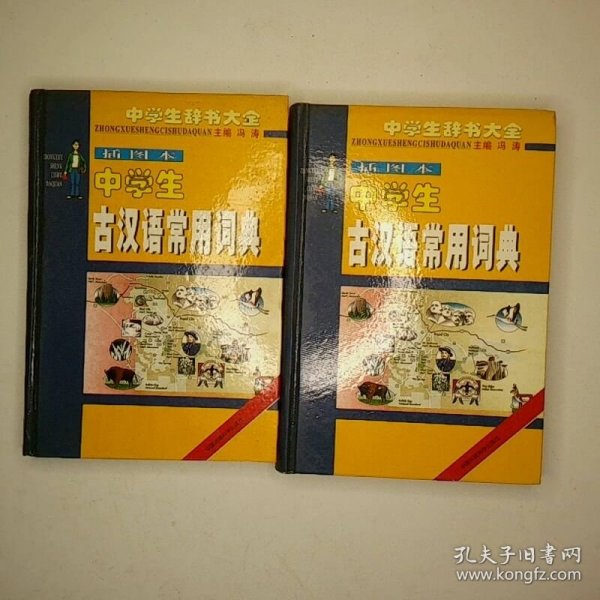 中学生辞书大全
ZHONGXUESHENGCISHUDAQUAN 主编 冯涛
插图本
中学生
古汉语常用词典
中学生辞书大全
ZHONGXUESHENGCISHUDAQUAN 主编 冯涛
插图本
中学生
古汉语常用词典
孔夫子旧书网
www.kongfz.com